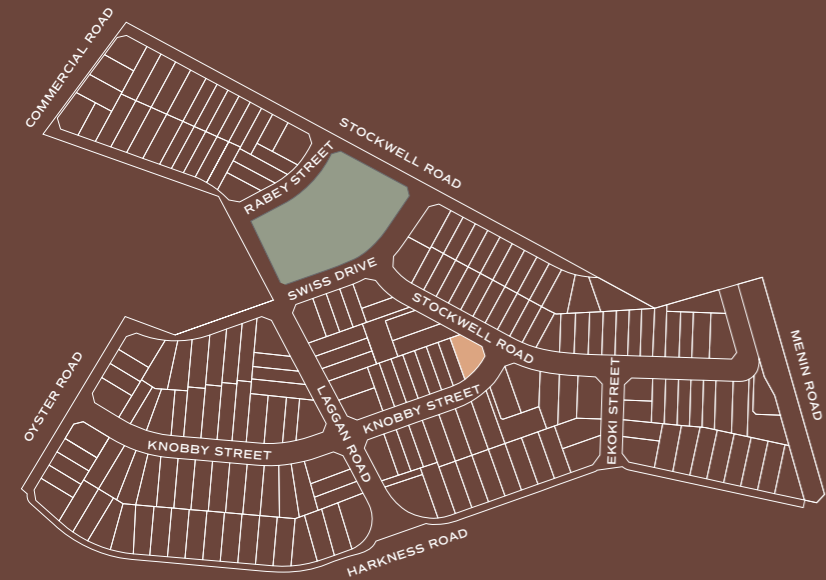 COMMERCIAL ROAD
STOCKWELL ROAD
RABEY STREET
SWISS DRIVE
STOCKWELL ROAD
MENIN ROAD
OYSTER ROAD
LAGGAN ROAD
KNOBBY STREET
EKOKI STREET
KNOBBY STREET
HARKNESS ROAD